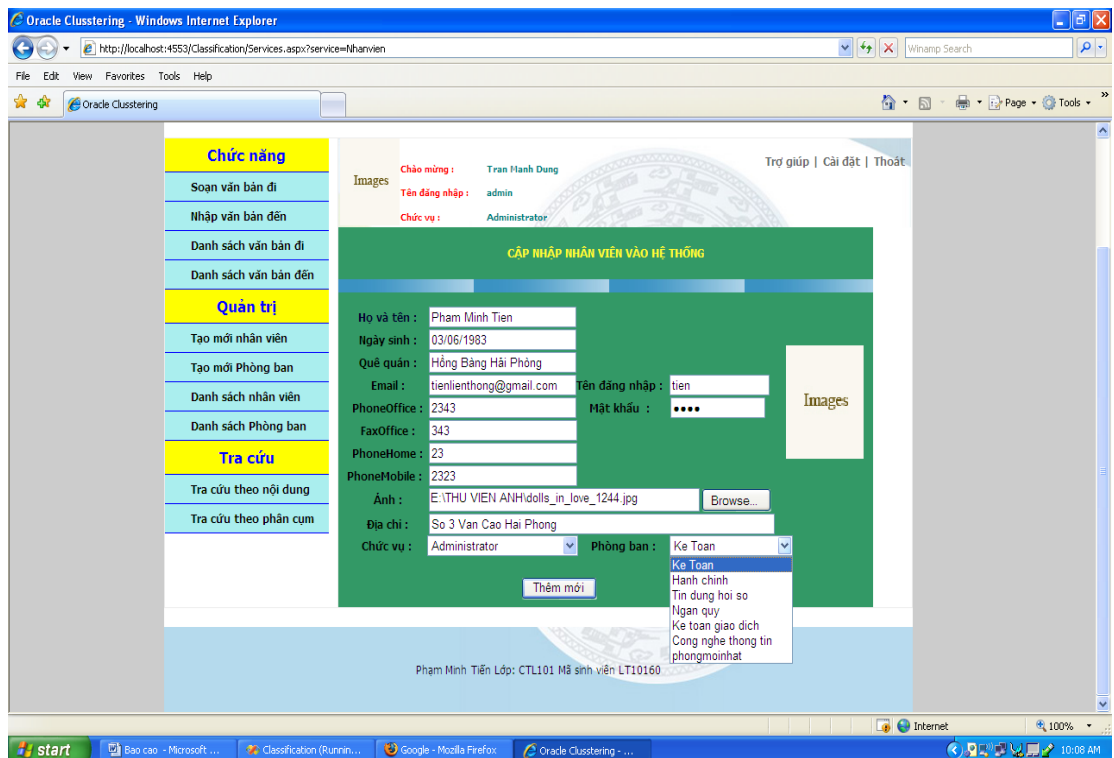 Oracle Clusstering - Windows Internet Explorer
http://localhost:4553/Classification/Services.aspx?service=Nhanvien
Winamp Search
File Edit View Favorites Tools Help
Oracle Clusstering
Page Tools »
Chức năng
Soạn văn bản đi
Nhập văn bản đến
Danh sách văn bản đi
Danh sách văn bản đến
Quản trị
Tạo mới nhân viên
Tạo mới Phòng ban
Danh sách nhân viên
Danh sách Phòng ban
Tra cứu
Tra cứu theo nội dung
Tra cứu theo phân cụm
Images
Chào mừng : Tran Manh Dung
Tên đăng nhập : admin
Chức vụ : Administrator
Trợ giúp | Cài đặt | Thoát
CẬP NHẬP NHÂN VIÊN VÀO HỆ THỐNG
Họ và tên : Pham Minh Tien
Ngày sinh : 03/06/1983
Quê quán : Hồng Bàng Hải Phòng
Email : tienlienthong@gmail.com Tên đăng nhập : tien
PhoneOffice : 2343 Mật khẩu : ••••
FaxOffice : 343
PhoneHome : 23
PhoneMobile : 2323
Ảnh : E:\THU VIEN ANH\dolls_in_love_1244.jpg Browse...
Địa chỉ : So 3 Van Cao Hai Phong
Chức vụ : Administrator Phòng ban : Ke Toan
Images
Ke Toan
Hanh chinh
Tin dung hoi so
Ngan quy
Ke toan giao dich
Cong nghe thong tin
phongmoinhat
Thêm mới
Phạm Minh Tiến Lớp: CTL101 Mã sinh viên LT10160
Internet 100%
start Bao cao - Microsoft ... Classification (Runnin... Google - Mozilla Firefox Oracle Clusstering - ... 10:08 AM